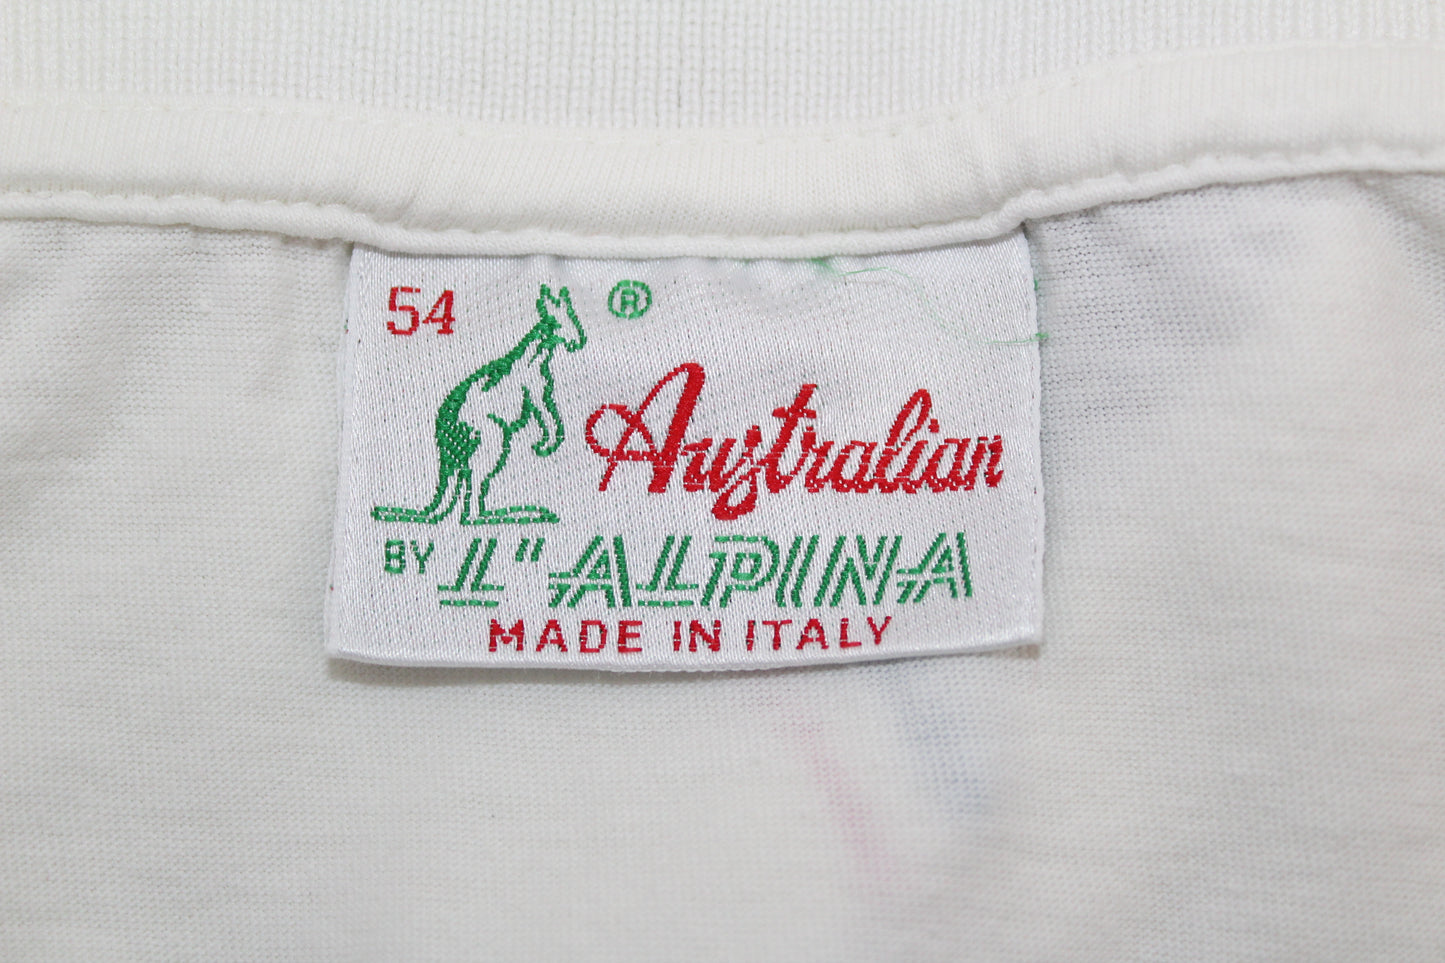 54 ®
Australian
BY L"ALPINA
MADE IN ITALY